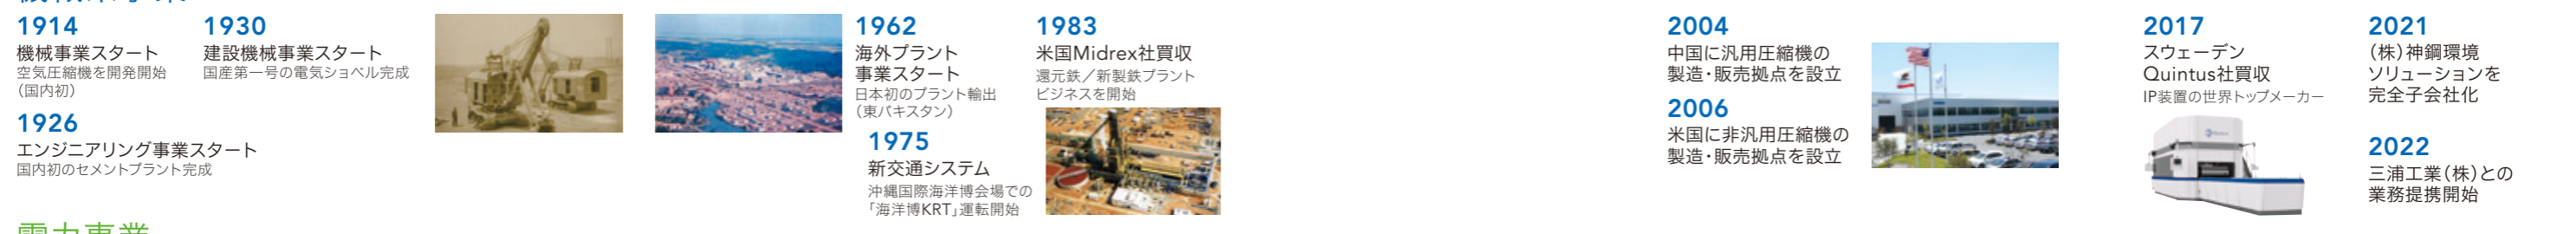 1914
機械事業スタート
空気圧縮機を開発開始
（国内初）
1926
エンジニアリング事業スタート
国内初のセメントプラント完成
1930
建設機械事業スタート
国産第一号の電気ショベル完成
1962
海外プラント
事業スタート
日本初のプラント輸出
（東パキスタン）
1975
新交通システム
沖縄国際海洋博会場での
「海洋博KRT」運転開始
1983
米国Midrex社買収
還元鉄／新製鉄プラント
ビジネスを開始
2004
中国に汎用圧縮機の
製造・販売拠点を設立
2006
米国に非汎用圧縮機の
製造・販売拠点を設立
2017
スウェーデン
Quintus社買収
IP装置の世界トップメーカー
2021
（株）神鋼環境
ソリューションを
完全子会社化
2022
三浦工業（株）との
業務提携開始
電力事業